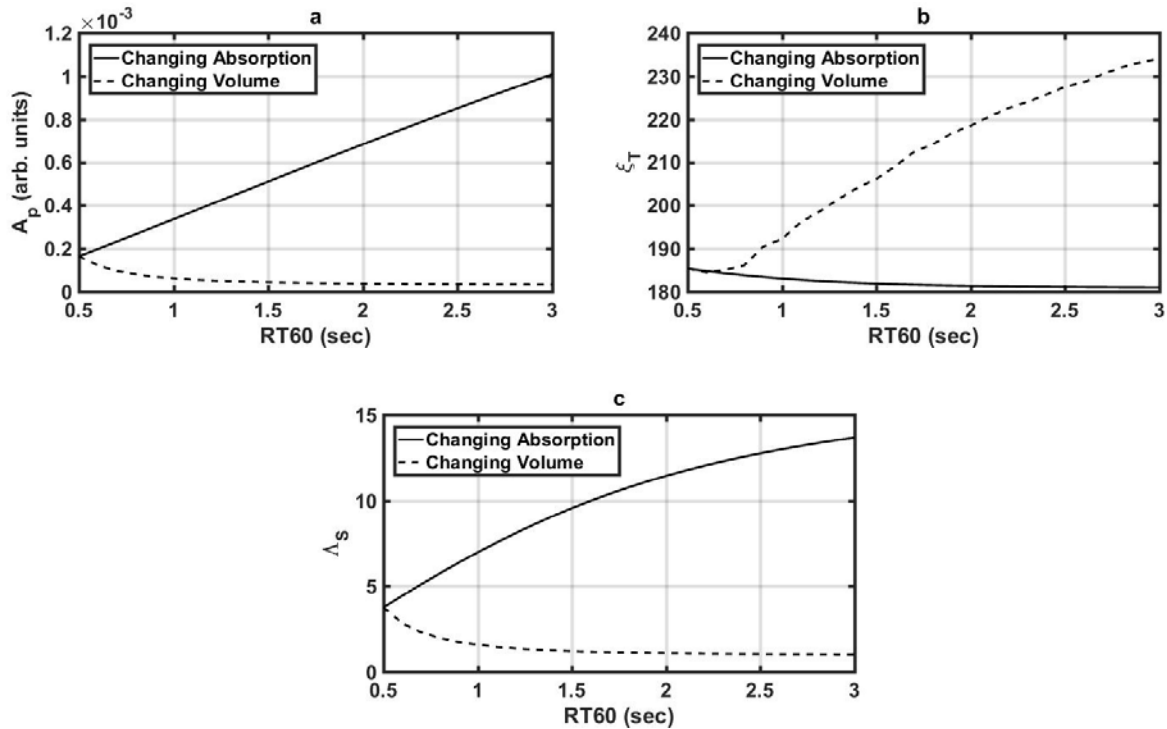 a
×10⁻³
1.2
1
0.8
0.6
0.4
0.2
0
A_p (arb. units)
Changing Absorption
Changing Volume
0.5 1 1.5 2 2.5 3
RT60 (sec)
b
240
230
220
210
200
190
180
ξ_T
Changing Absorption
Changing Volume
0.5 1 1.5 2 2.5 3
RT60 (sec)
c
15
10
5
0
Λ_S
Changing Absorption
Changing Volume
0.5 1 1.5 2 2.5 3
RT60 (sec)